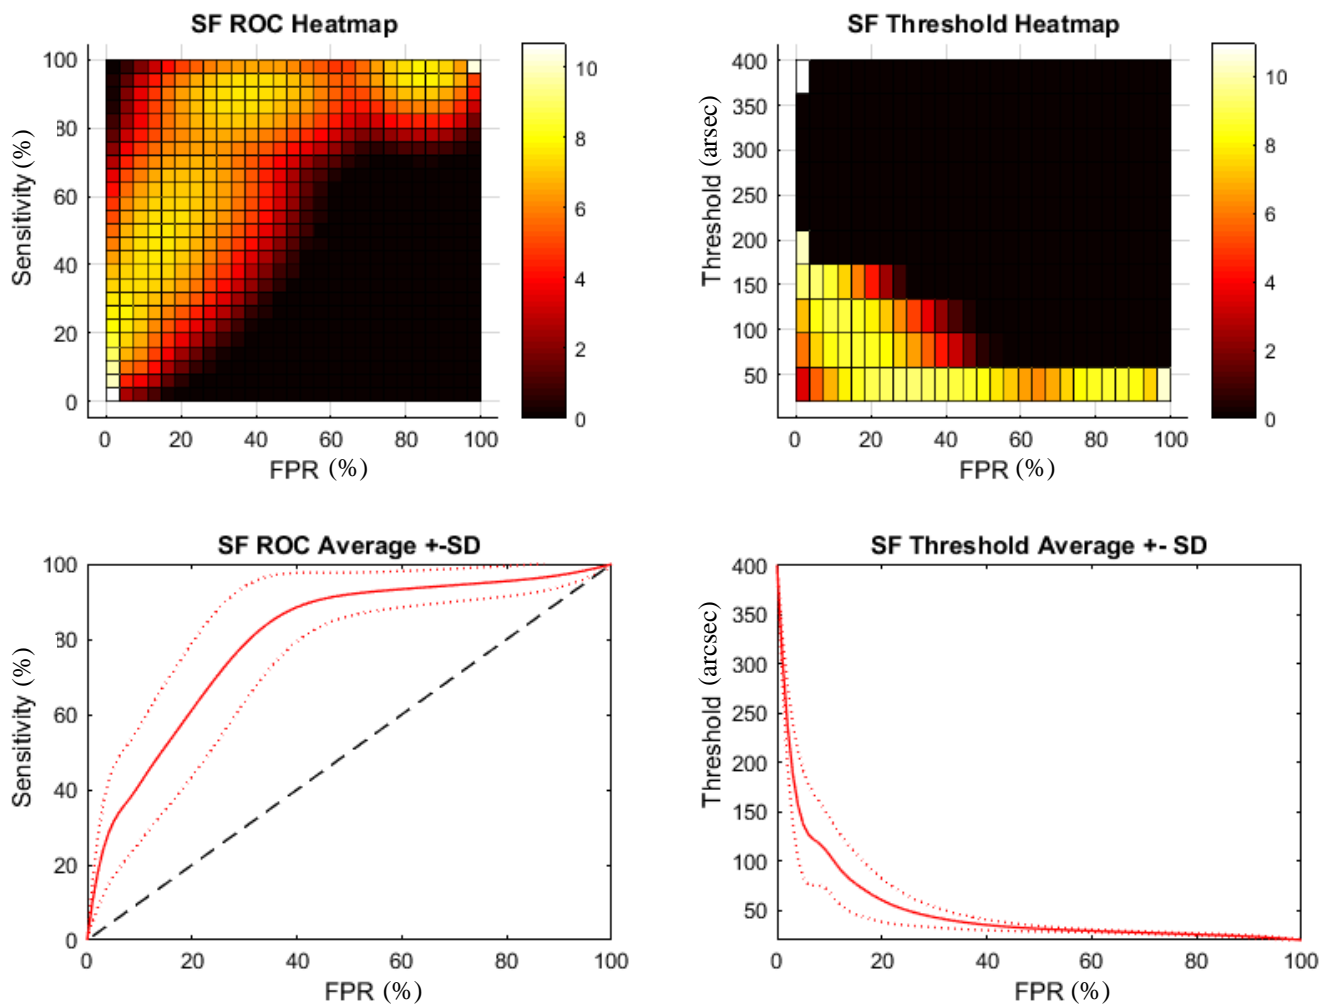 SF ROC Heatmap
100
80
60
40
20
0
Sensitivity (%)
0 20 40 60 80 100
FPR (%)
10
8
6
4
2
0
SF Threshold Heatmap
400
350
300
250
200
150
100
50
Threshold (arsec)
0 20 40 60 80 100
FPR (%)
10
8
6
4
2
0
SF ROC Average +-SD
100
80
60
40
20
0
Sensitivity (%)
0 20 40 60 80 100
FPR (%)
SF Threshold Average +- SD
400
350
300
250
200
150
100
50
Threshold (arcsec)
0 20 40 60 80 100
FPR (%)